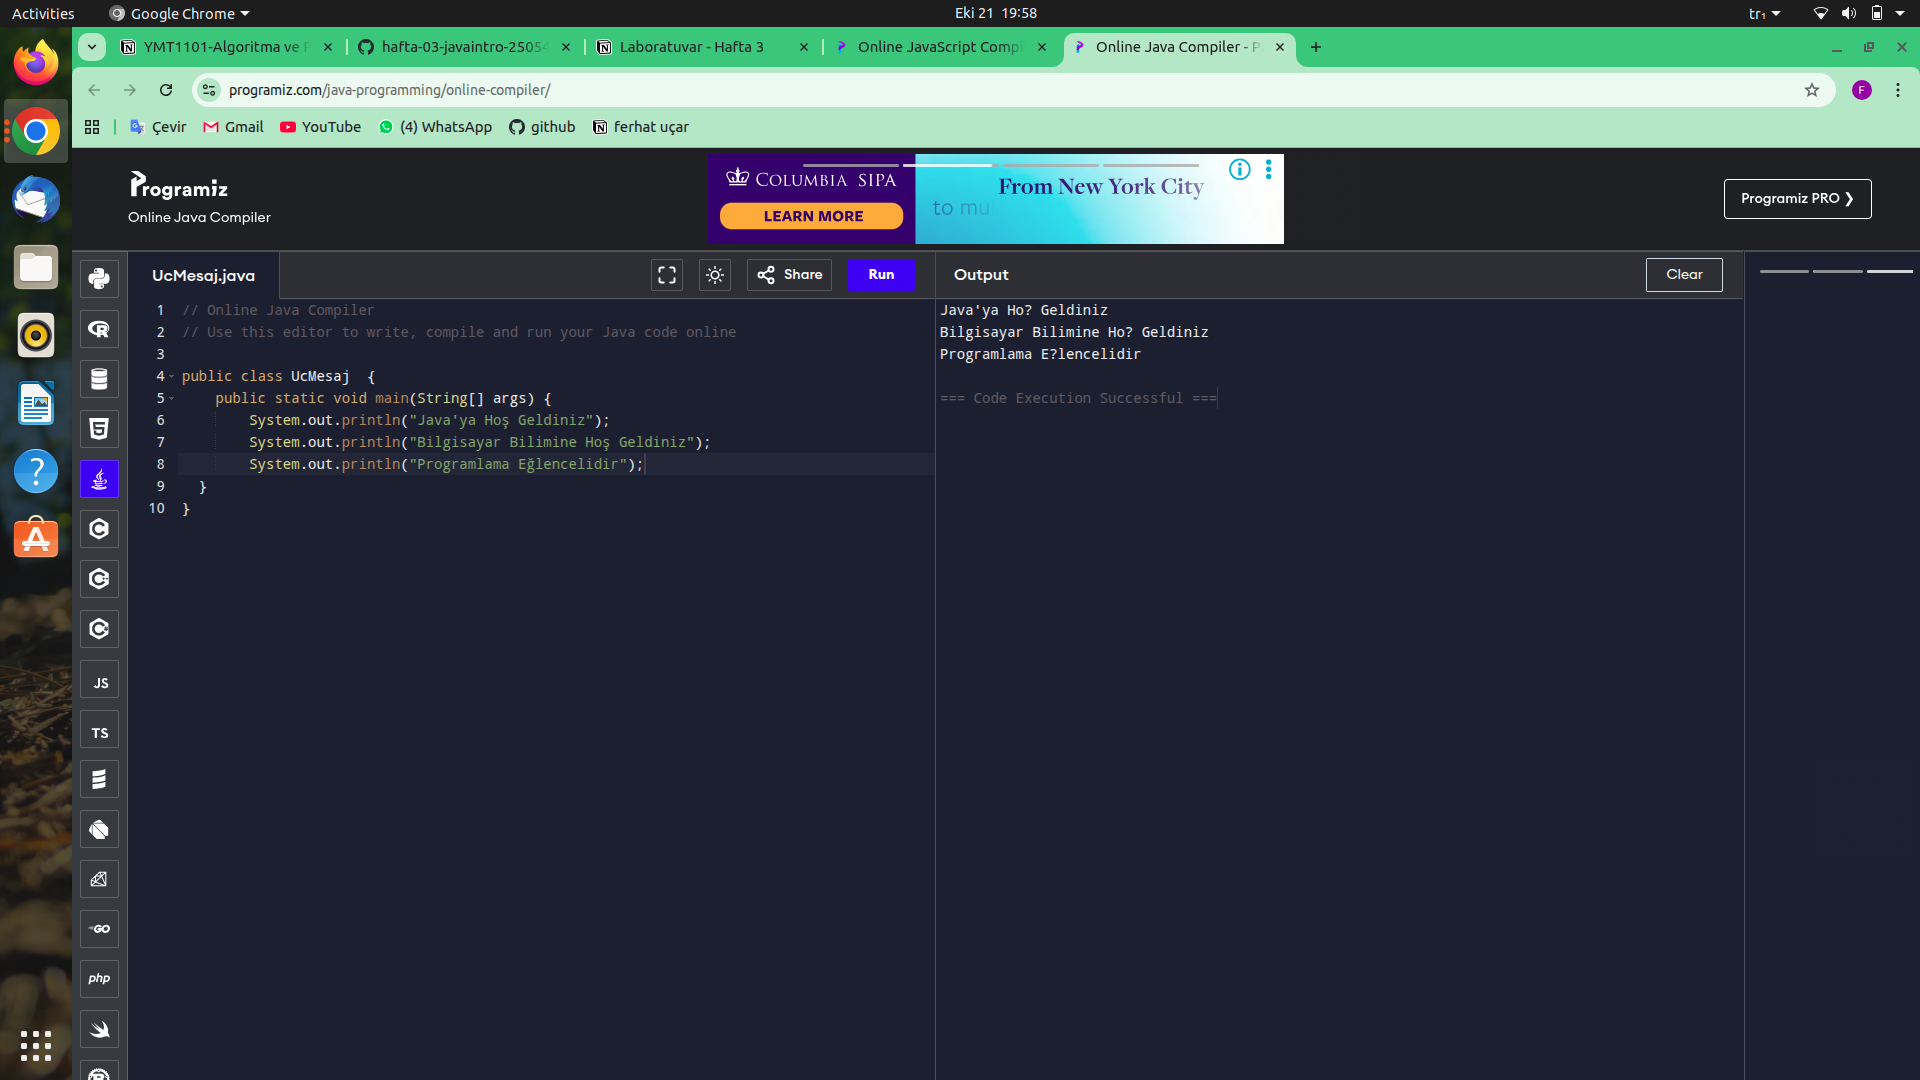 Activities
Google Chrome
Eki 21 19:58
tr₁
YMT1101-Algoritma ve
hafta-03-javaintro-25054
Laboratuvar - Hafta 3
Online JavaScript Compi
Online Java Compiler - P
programiz.com/java-programming/online-compiler/
F
Çevir
Gmail
YouTube
(4) WhatsApp
github
ferhat uçar
Programiz
Online Java Compiler
COLUMBIA SIPA
LEARN MORE
From New York City
to mu
Programiz PRO ❯
UcMesaj.java
Share
Run
Output
Clear
1 // Online Java Compiler
2 // Use this editor to write, compile and run your Java code online
3
4 public class UcMesaj  {
5     public static void main(String[] args) {
6         System.out.println("Java'ya Hoş Geldiniz");
7         System.out.println("Bilgisayar Bilimine Hoş Geldiniz");
8         System.out.println("Programlama Eğlencelidir");
9   }
10 }
Java'ya Ho? Geldiniz
Bilgisayar Bilimine Ho? Geldiniz
Programlama E?lencelidir
=== Code Execution Successful ===
JS
TS
GO
php